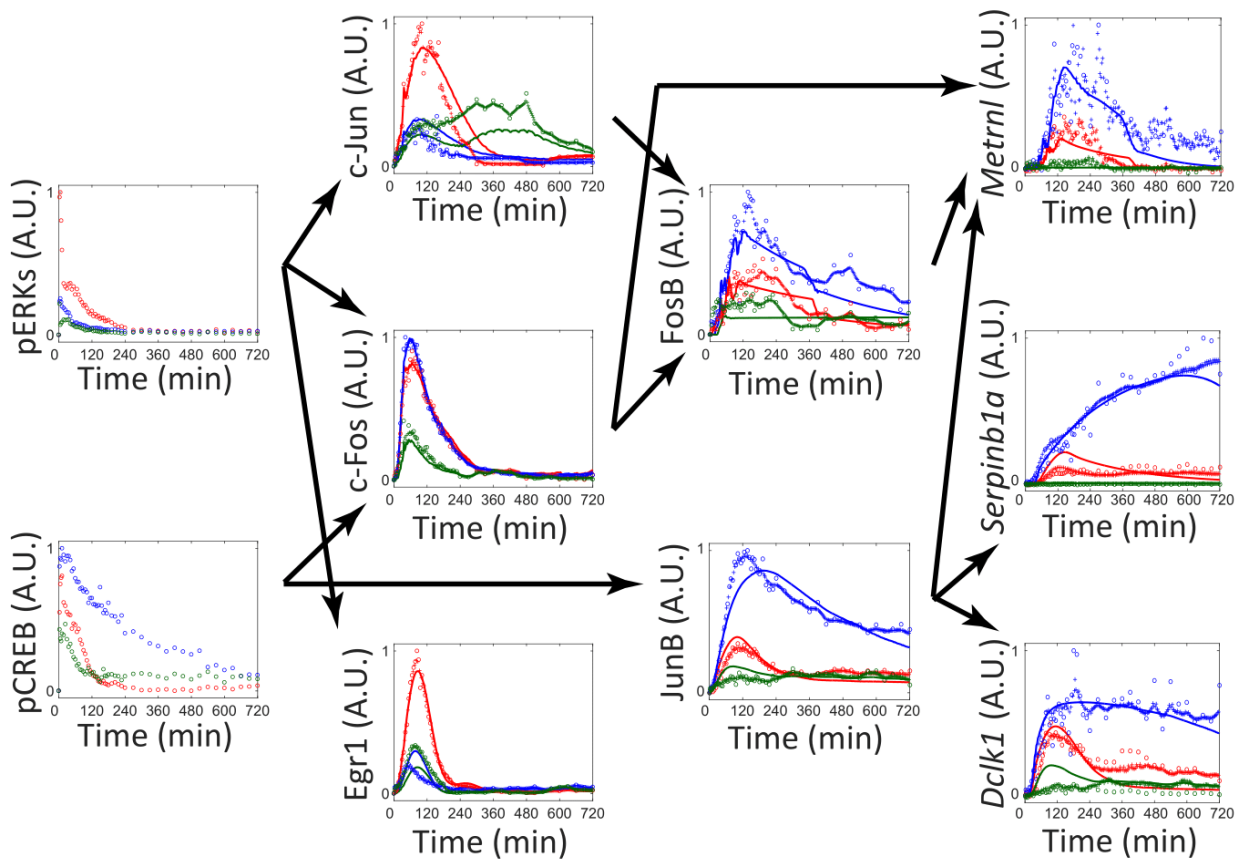 pERKs (A.U.)
1
0
0 120 240 360 480 600 720
Time (min)
pCREB (A.U.)
1
0
0 120 240 360 480 600 720
Time (min)
c-Jun (A.U.)
1
0
0 120 240 360 480 600 720
Time (min)
c-Fos (A.U.)
1
0
0 120 240 360 480 600 720
Time (min)
Egr1 (A.U.)
1
0
0 120 240 360 480 600 720
Time (min)
FosB (A.U.)
1
0
0 120 240 360 480 600 720
Time (min)
JunB (A.U.)
1
0
0 120 240 360 480 600 720
Time (min)
Metrnl (A.U.)
1
0
0 120 240 360 480 600 720
Time (min)
Serpinb1a (A.U.)
1
0
0 120 240 360 480 600 720
Time (min)
Dclk1 (A.U.)
1
0
0 120 240 360 480 600 720
Time (min)